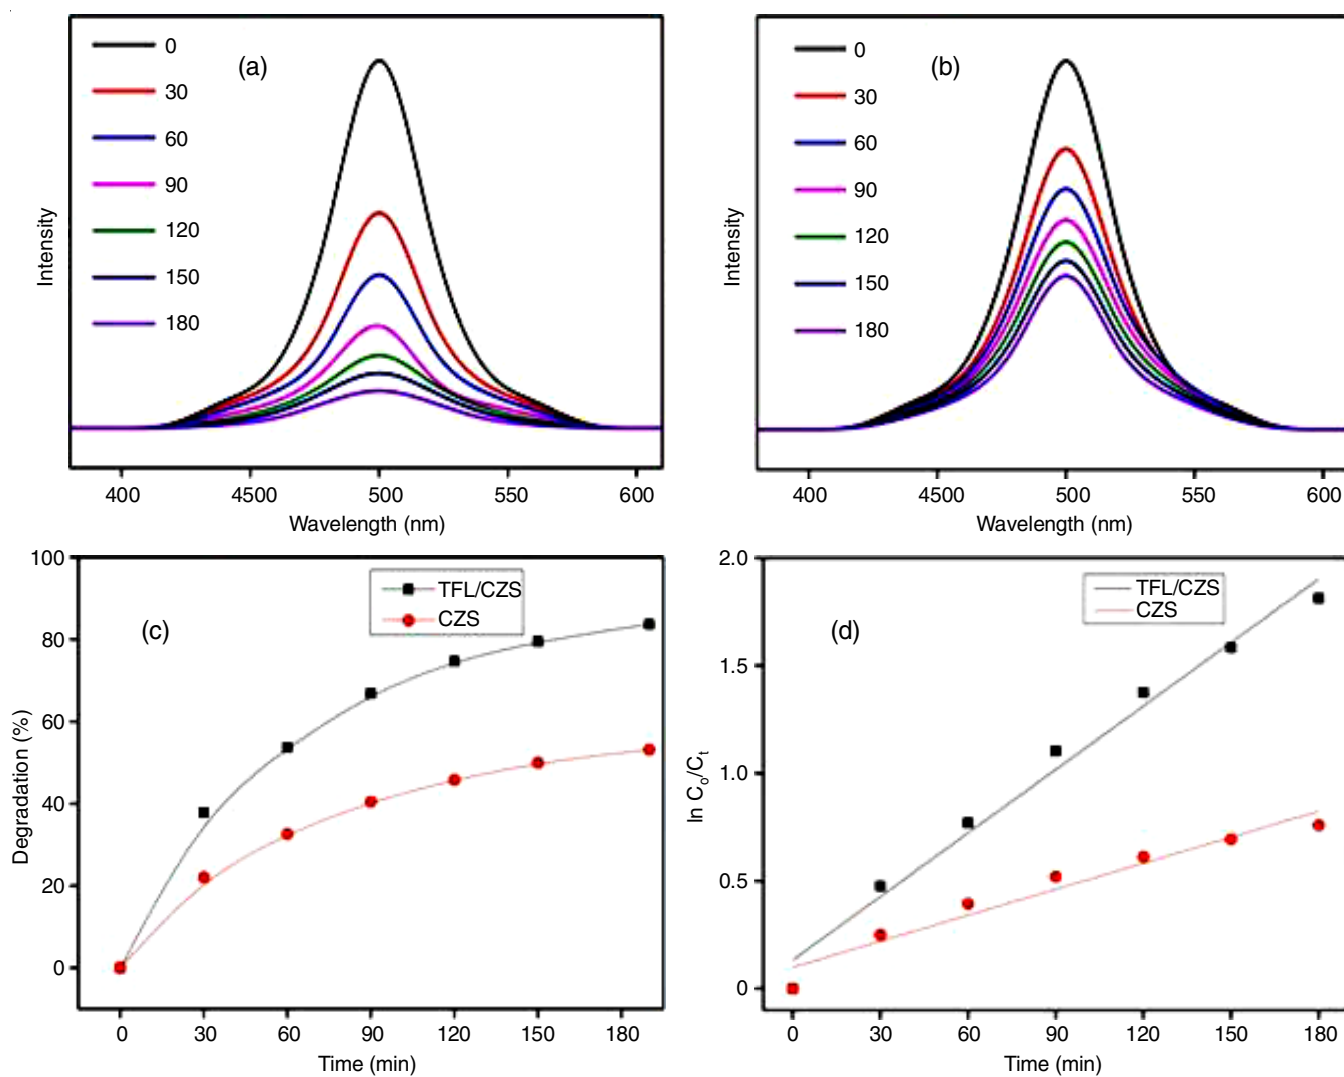 0
30
60
90
120
150
180
(a)
Intensity
400 4500 500 550 600
Wavelength (nm)
0
30
60
90
120
150
180
(b)
Intensity
400 4500 500 550 600
Wavelength (nm)
100
80
60
40
20
0
Degradation (%)
(c)
TFL/CZS
CZS
0 30 60 90 120 150 180
Time (min)
2.0
1.5
1.0
0.5
0
ln Co/Ct
(d)
TFL/CZS
CZS
0 30 60 90 120 150 180
Time (min)